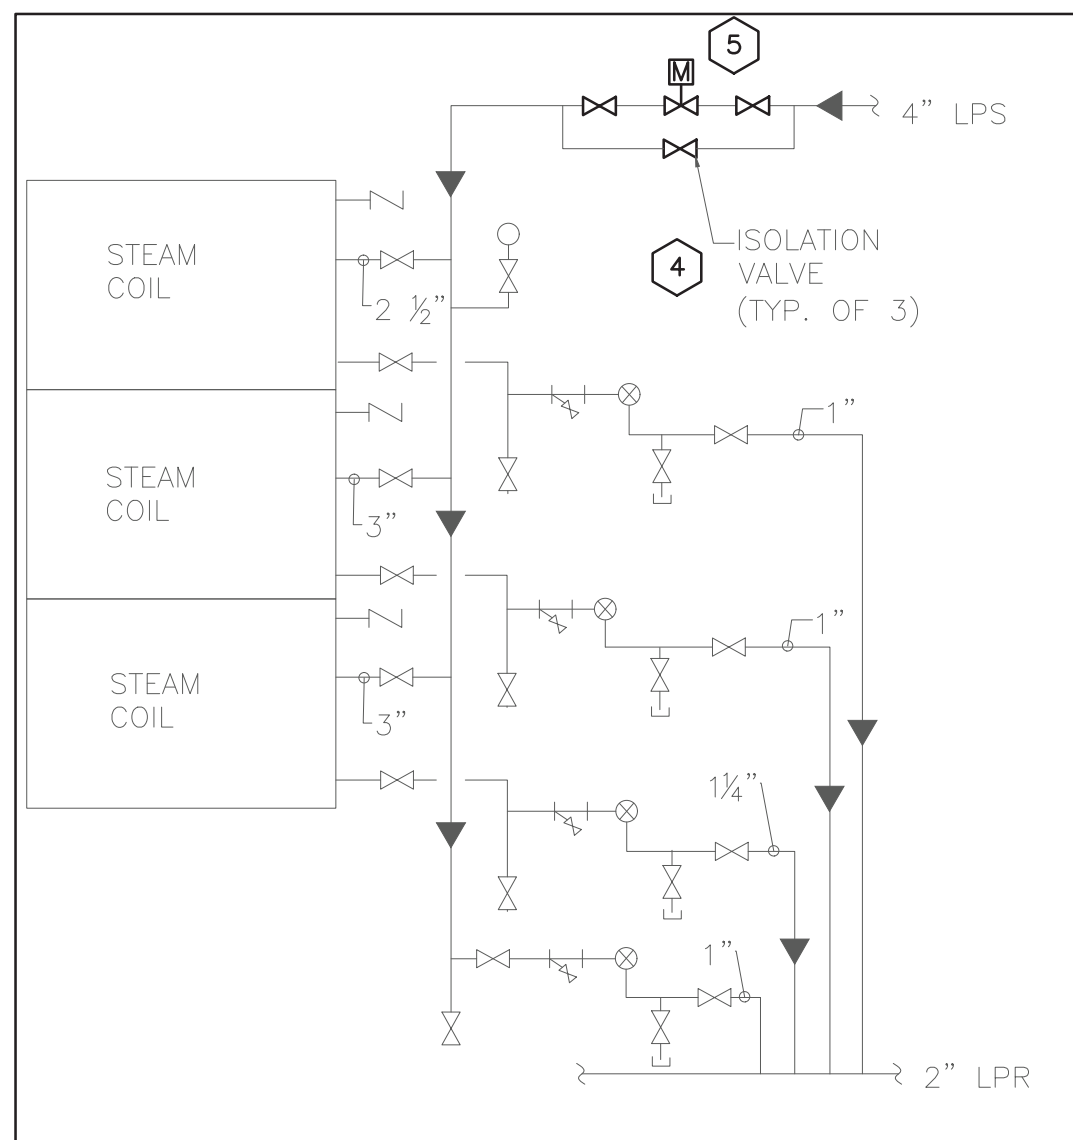 5
M
4” LPS
4
ISOLATION
VALVE
(TYP. OF 3)
STEAM
COIL
2 ½”
1”
STEAM
COIL
3”
1”
STEAM
COIL
3”
1¼”
1”
2” LPR